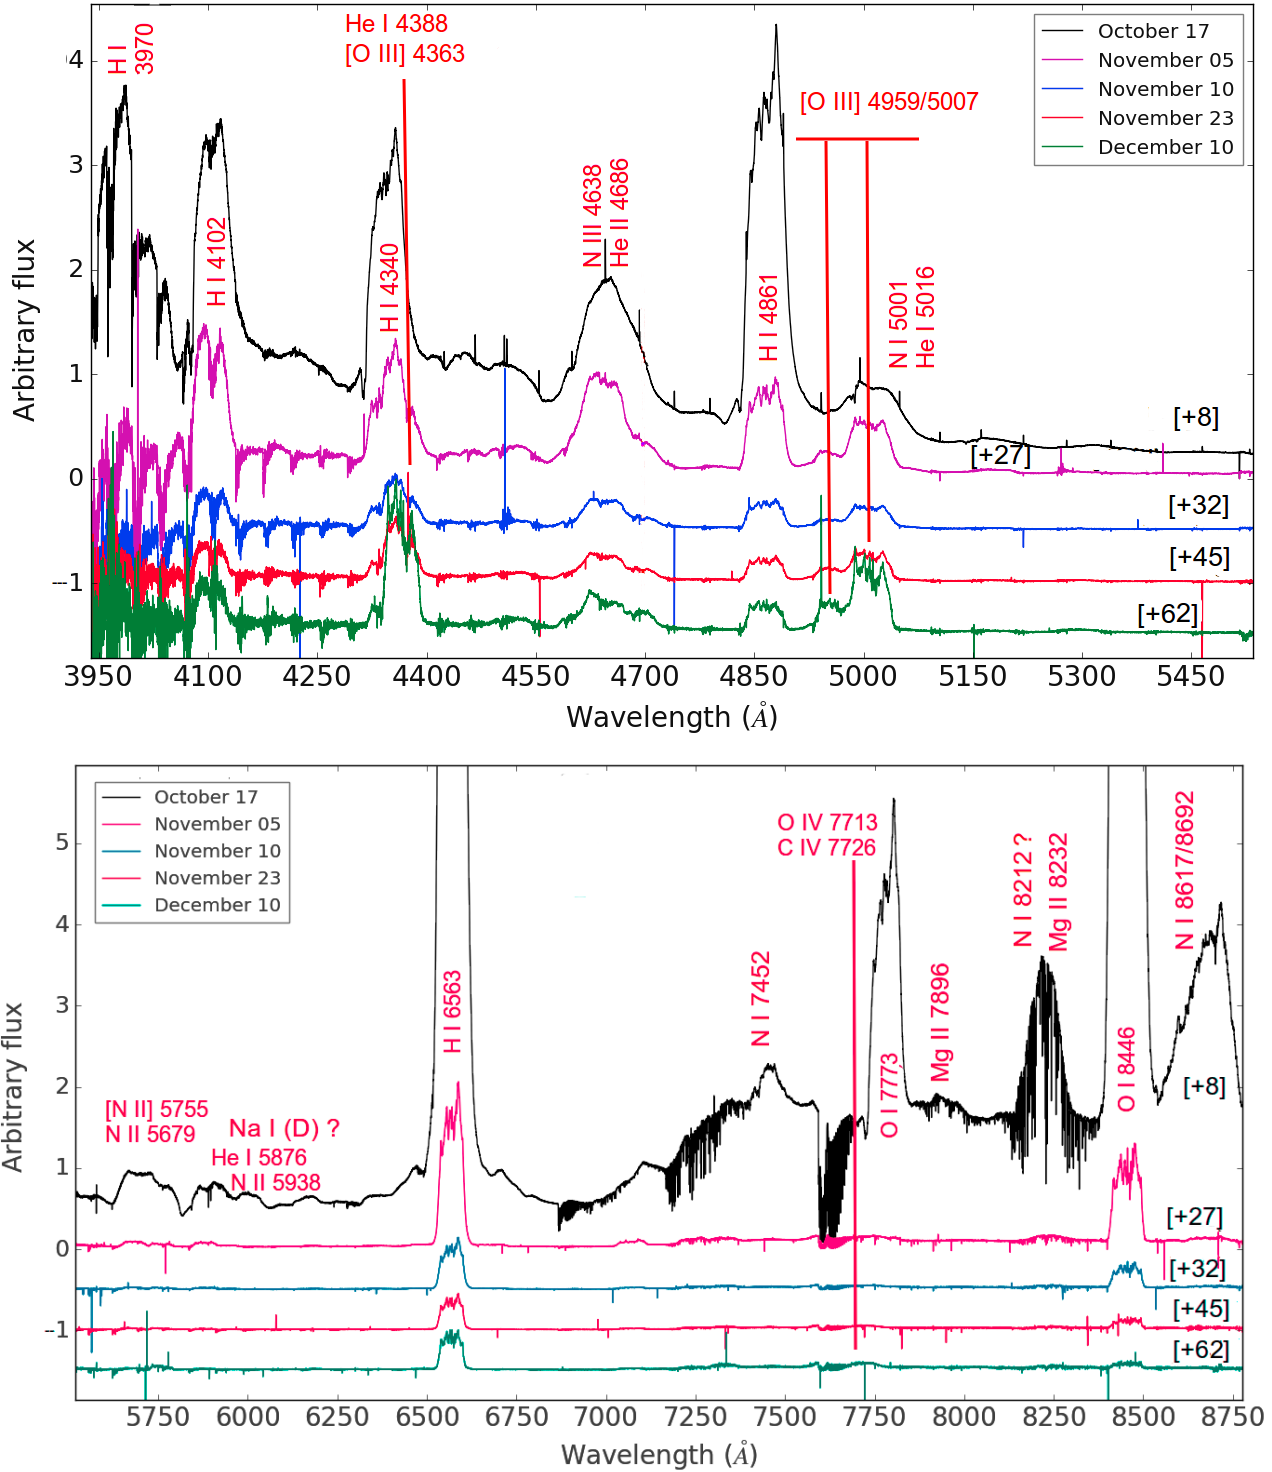 He I 4388
[O III] 4363
H I
3970
[O III] 4959/5007
October 17
November 05
November 10
November 23
December 10
H I 4102
H I 4340
N III 4638
He II 4686
H I 4861
N I 5001
He I 5016
[+8]
[+27]
[+32]
[+45]
[+62]
4
3
2
1
0
−1
Arbitrary flux
3950 4100 4250 4400 4550 4700 4850 5000 5150 5300 5450
Wavelength (Å)
October 17
November 05
November 10
November 23
December 10
O IV 7713
C IV 7726
N I 8212 ?
Mg II 8232
N I 8617/8692
H I 6563
N I 7452
O I 7773
Mg II 7896
O I 8446
[N II] 5755
N II 5679
Na I (D) ?
He I 5876
N II 5938
[+8]
[+27]
[+32]
[+45]
[+62]
5
4
3
2
1
0
−1
Arbitrary flux
5750 6000 6250 6500 6750 7000 7250 7500 7750 8000 8250 8500 8750
Wavelength (Å)